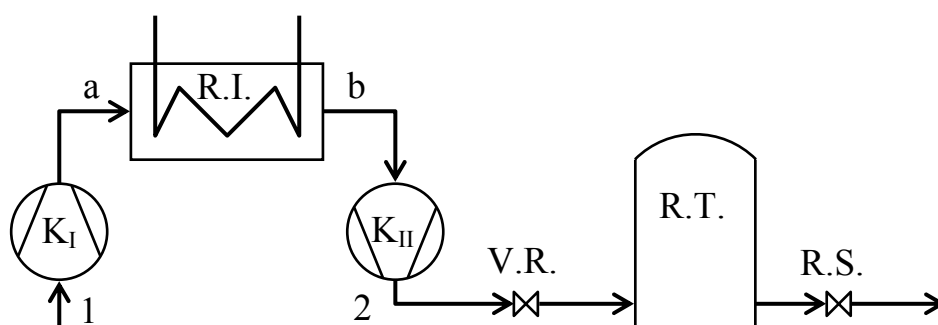 a
R.I.
b
K_I
K_II
R.T.
V.R.
R.S.
1
2